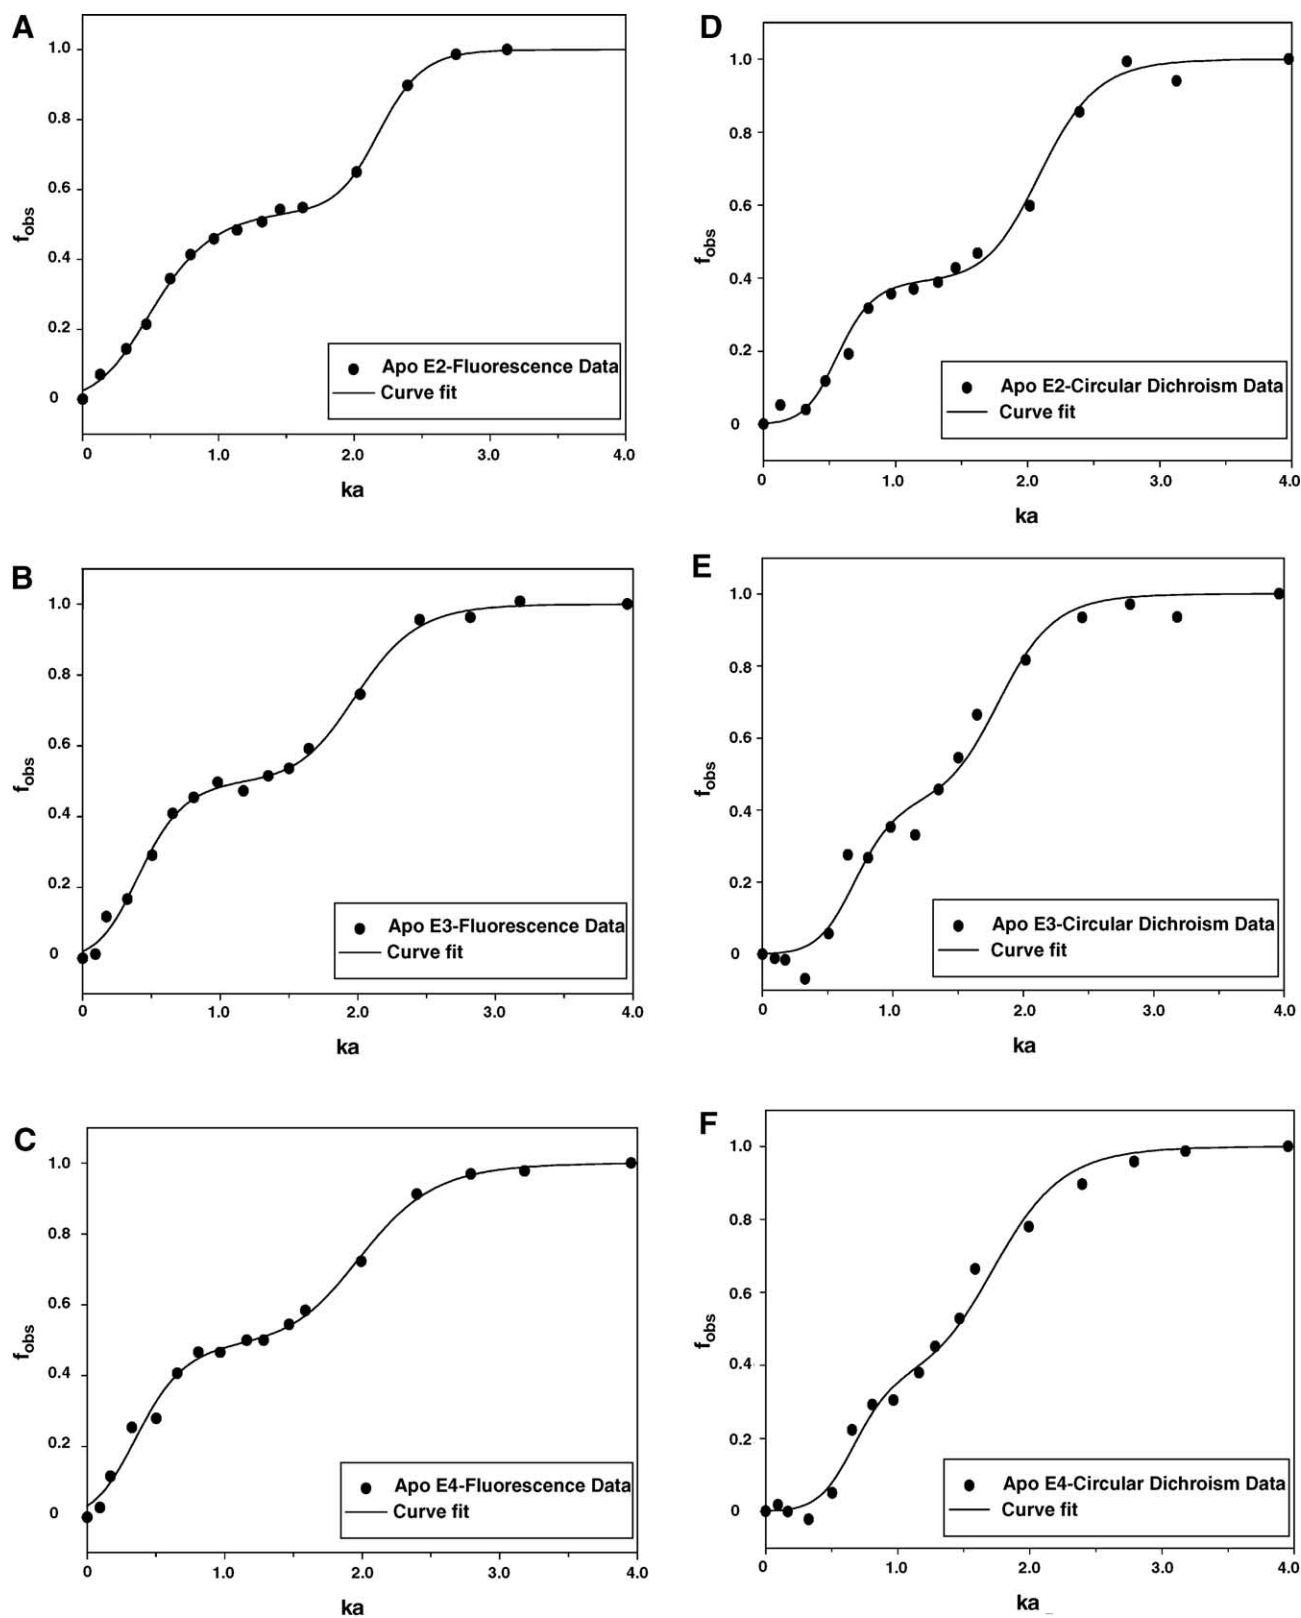 A
1.0
0.8
0.6
0.4
0.2
0
f_obs
Apo E2-Fluorescence Data
Curve fit
0 1.0 2.0 3.0 4.0
ka
D
1.0
0.8
0.6
0.4
0.2
0
f_obs
Apo E2-Circular Dichroism Data
Curve fit
0 1.0 2.0 3.0 4.0
ka
B
1.0
0.8
0.6
0.4
0.2
0
f_obs
Apo E3-Fluorescence Data
Curve fit
0 1.0 2.0 3.0 4.0
ka
E
1.0
0.8
0.6
0.4
0.2
0
f_obs
Apo E3-Circular Dichroism Data
Curve fit
0 1.0 2.0 3.0 4.0
ka
C
1.0
0.8
0.6
0.4
0.2
0
f_obs
Apo E4-Fluorescence Data
Curve fit
0 1.0 2.0 3.0 4.0
ka
F
1.0
0.8
0.6
0.4
0.2
0
f_obs
Apo E4-Circular Dichroism Data
Curve fit
0 1.0 2.0 3.0 4.0
ka